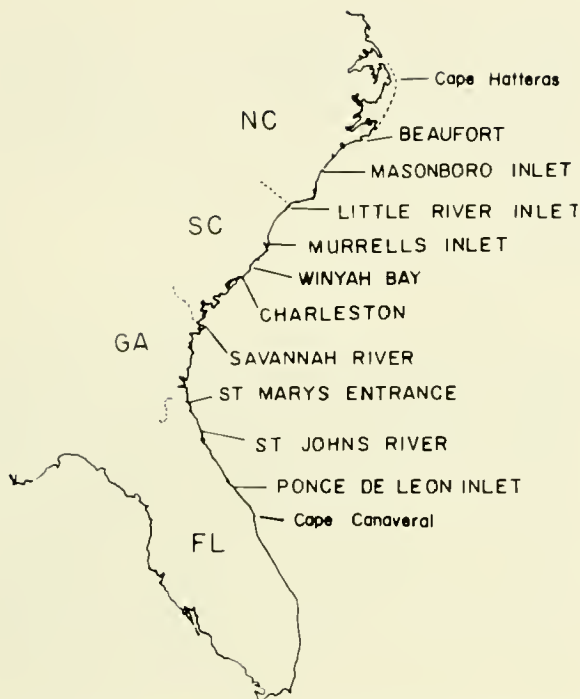 Cape Hatteras
NC
BEAUFORT
MASONBORO INLET
LITTLE RIVER INLET
SC
MURRELLS INLET
WINYAH BAY
CHARLESTON
GA
SAVANNAH RIVER
ST MARYS ENTRANCE
ST JOHNS RIVER
PONCE DE LEON INLET
Cape Canaveral
FL